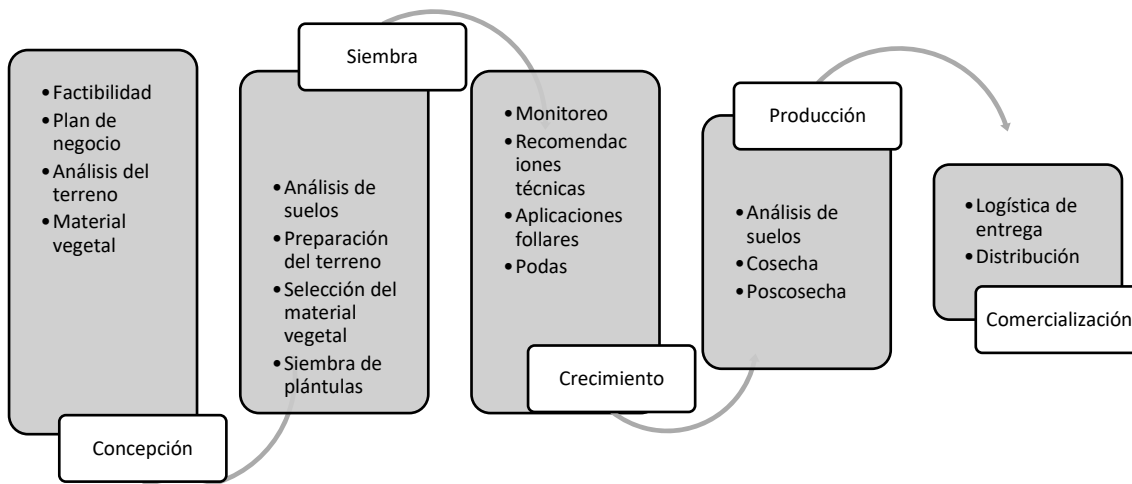 •Factibilidad
•Plan de
negocio
•Análisis del
terreno
•Material
vegetal
Concepción
Siembra
•Análisis de
suelos
•Preparación
del terreno
•Selección del
material
vegetal
•Siembra de
plántulas
•Monitoreo
•Recomendac
iones
técnicas
•Aplicaciones
follares
•Podas
Crecimiento
Producción
•Análisis de
suelos
•Cosecha
•Poscosecha
•Logística de
entrega
•Distribución
Comercialización